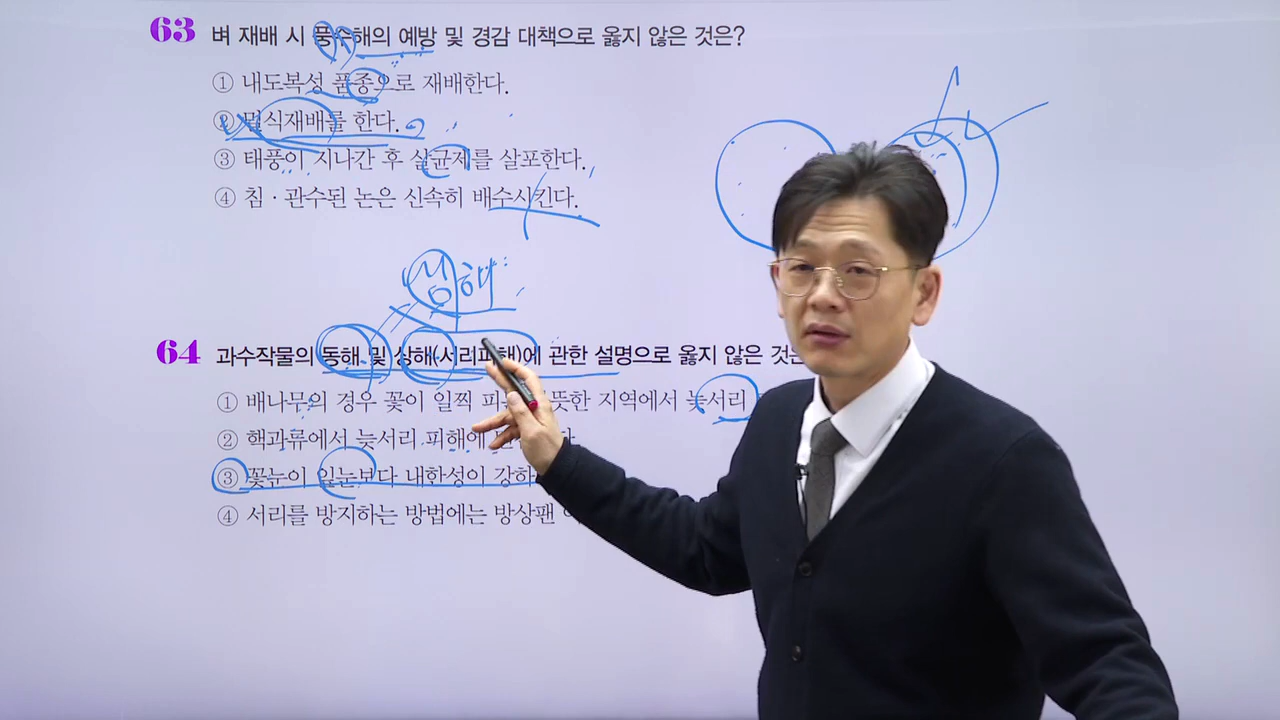 63 벼 재배 시 풍수해의 예방 및 경감 대책으로 옳지 않은 것은?
① 내도복성 품종으로 재배한다.
② 밀식재배를 한다.
③ 태풍이 지나간 후 살균제를 살포한다.
④ 침·관수된 논은 신속히 배수시킨다.
64 과수작물의 동해 및 상해(서리피해)에 관한 설명으로 옳지 않은 것은
① 배나무의 경우 꽃이 일찍 피 뜻한 지역에서 늦서리
② 핵과류에서 늦서리 피해에
③ 꽃눈이 잎눈보다 내한성이 강하
④ 서리를 방지하는 방법에는 방상팬